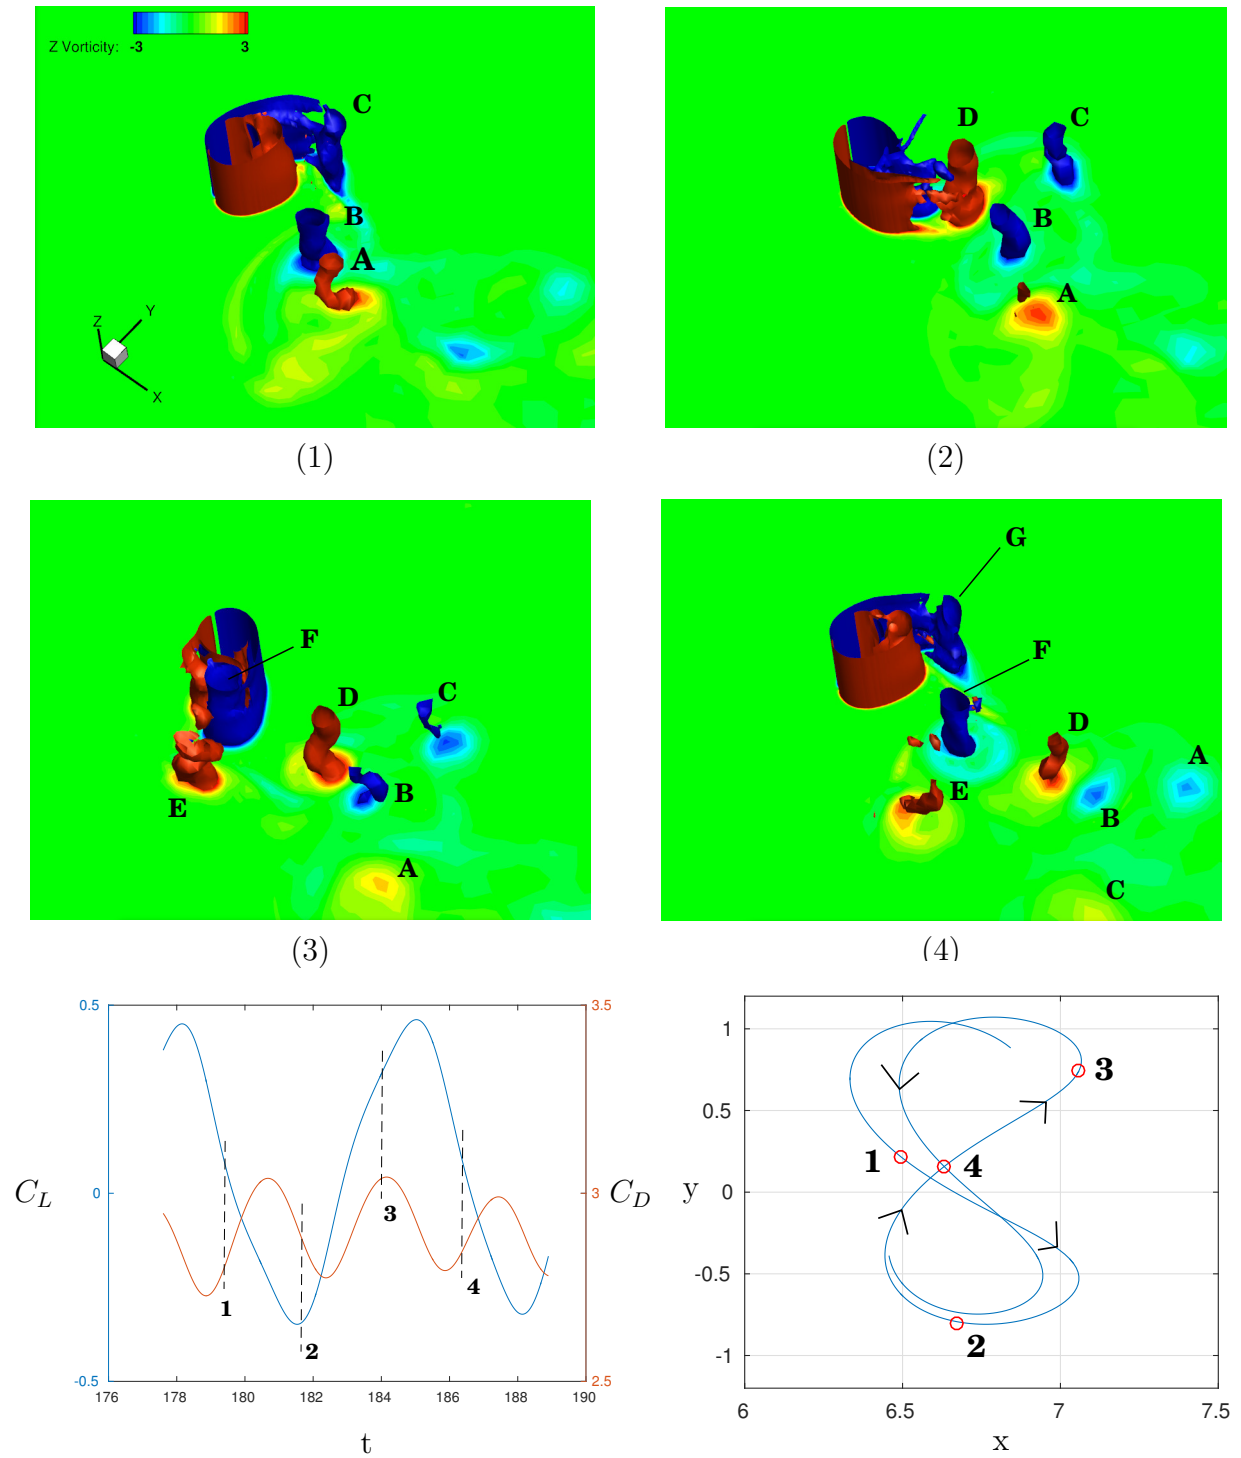 Z Vorticity: -3 3
C
B
A
Z
Y
X
(1)
D
C
B
A
(2)
F
D
C
B
E
A
(3)
G
F
D
A
E
B
C
(4)
0.5
0
-0.5
C_L
3.5
3
2.5
C_D
1
2
3
4
176 178 180 182 184 186 188 190
t
1
0.5
0
-0.5
-1
y
1
2
3
4
6 6.5 7 7.5
x